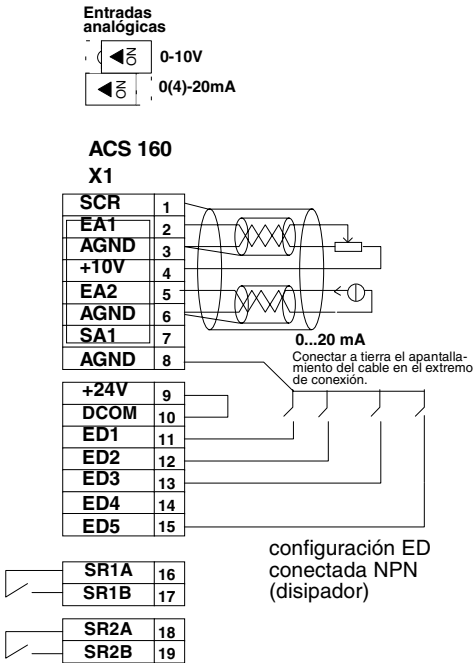 Entradas
analógicas
ON
0-10V
ON
0(4)-20mA
ACS 160
X1
SCR 1
EA1 2
AGND 3
+10V 4
EA2 5
AGND 6
SA1 7
AGND 8
0...20 mA
Conectar a tierra el apantalla-
miento del cable en el extremo
de conexión.
+24V 9
DCOM 10
ED1 11
ED2 12
ED3 13
ED4 14
ED5 15
configuración ED
conectada NPN
(disipador)
SR1A 16
SR1B 17
SR2A 18
SR2B 19